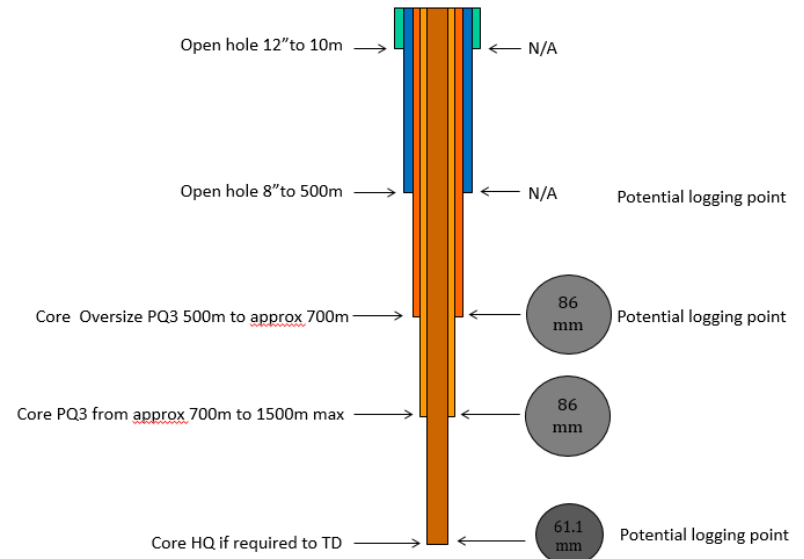 Open hole 12”to 10m
N/A
Open hole 8”to 500m
N/A
Potential logging point
Core  Oversize PQ3 500m to approx 700m
86
mm
Potential logging point
Core PQ3 from approx 700m to 1500m max
86
mm
Core HQ if required to TD
61.1
mm
Potential logging point